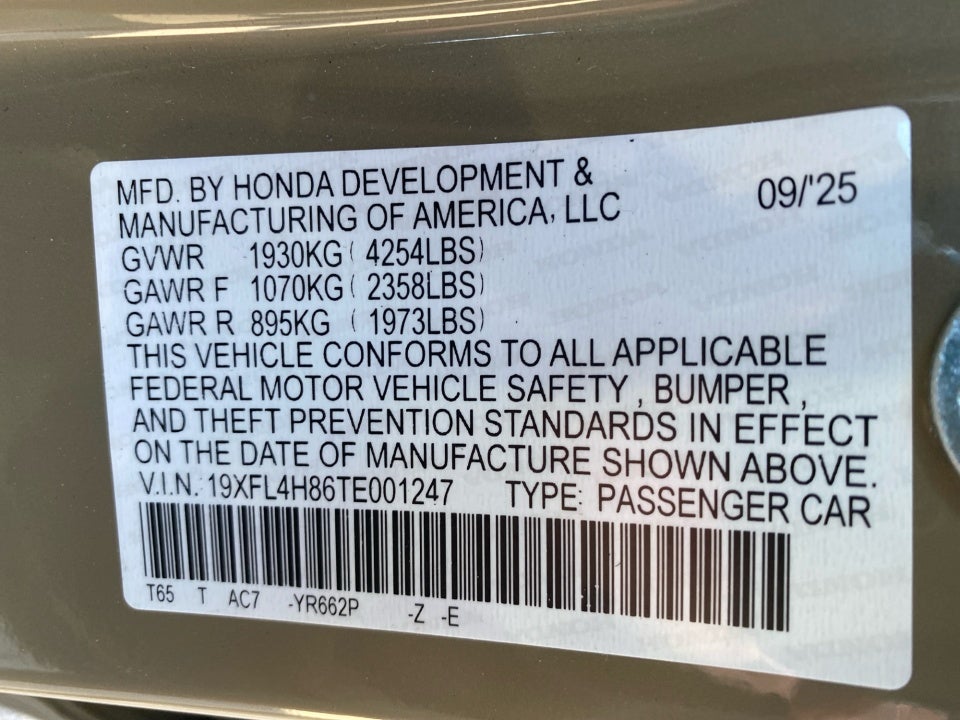 MFD. BY HONDA DEVELOPMENT &
MANUFACTURING OF AMERICA, LLC
09/'25
GVWR 1930KG ( 4254LBS)
GAWR F 1070KG ( 2358LBS)
GAWR R 895KG ( 1973LBS)
THIS VEHICLE CONFORMS TO ALL APPLICABLE
FEDERAL MOTOR VEHICLE SAFETY , BUMPER ,
AND THEFT PREVENTION STANDARDS IN EFFECT
ON THE DATE OF MANUFACTURE SHOWN ABOVE.
V.I.N. 19XFL4H86TE001247 TYPE: PASSENGER CAR
T65 T AC7 -YR662P -Z -E